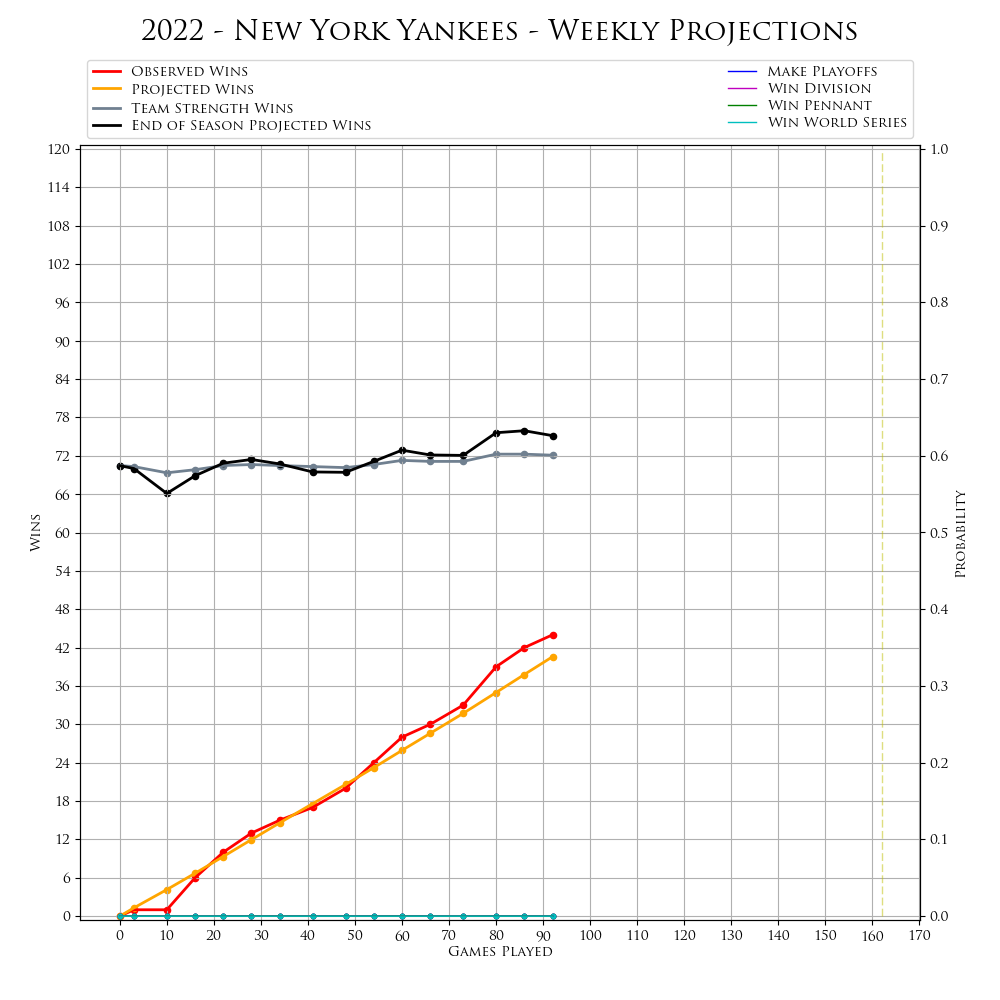 2022 - New York Yankees - Weekly Projections
Observed Wins
Projected Wins
Team Strength Wins
End of Season Projected Wins
Make Playoffs
Win Division
Win Pennant
Win World Series
120
114
108
102
96
90
84
78
72
66
60
54
48
42
36
30
24
18
12
6
0
Wins
1.0
0.9
0.8
0.7
0.6
0.5
0.4
0.3
0.2
0.1
0.0
Probability
0 10 20 30 40 50 60 70 80 90 100 110 120 130 140 150 160 170
Games Played